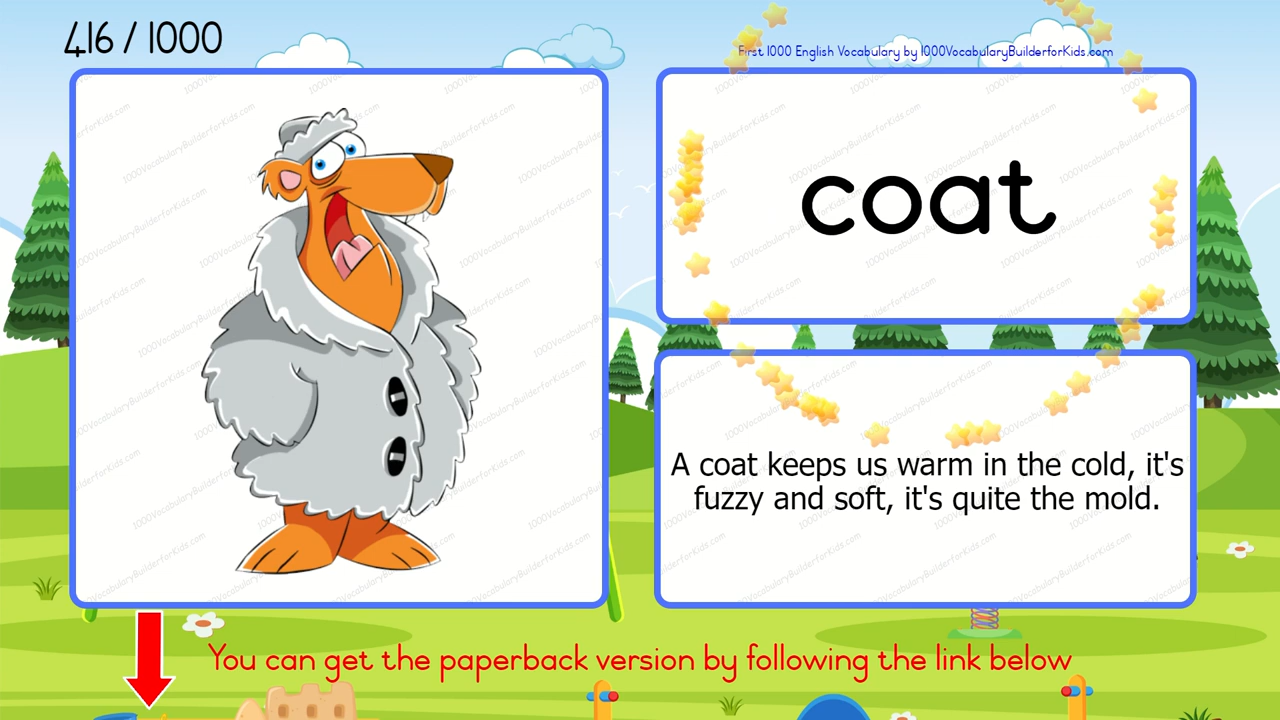 416 / 1000
First 1000 English Vocabulary by 1000VocabularyBuilderforKids.com
coat
A coat keeps us warm in the cold, it's
fuzzy and soft, it's quite the mold.
You can get the paperback version by following the link below